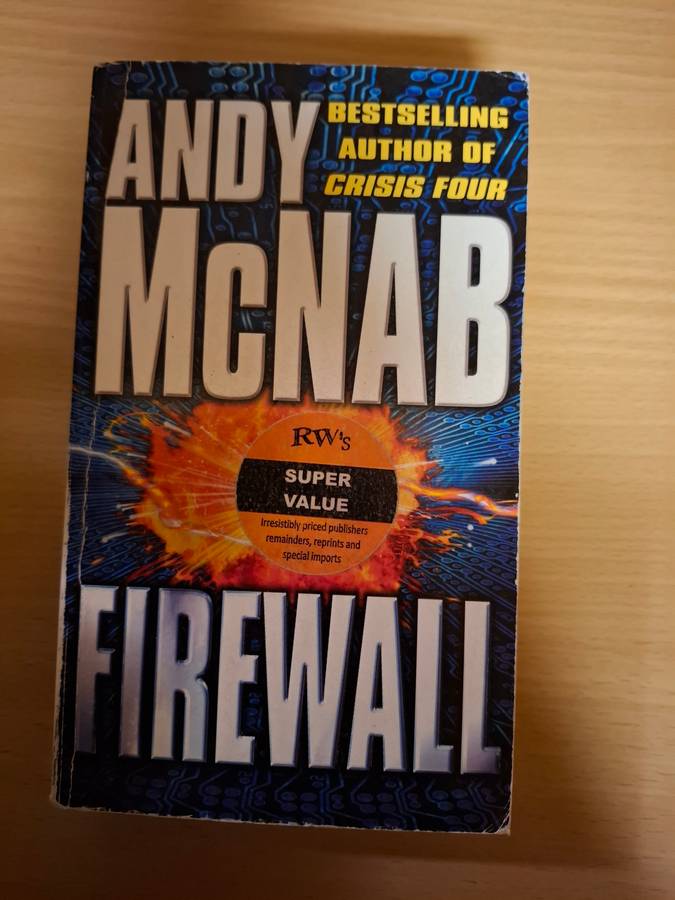 ANDY
BESTSELLING
AUTHOR OF
CRISIS FOUR
McNAB
RW's
SUPER
VALUE
Irresistibly priced publishers
remainders, reprints and
special imports
FIREWALL